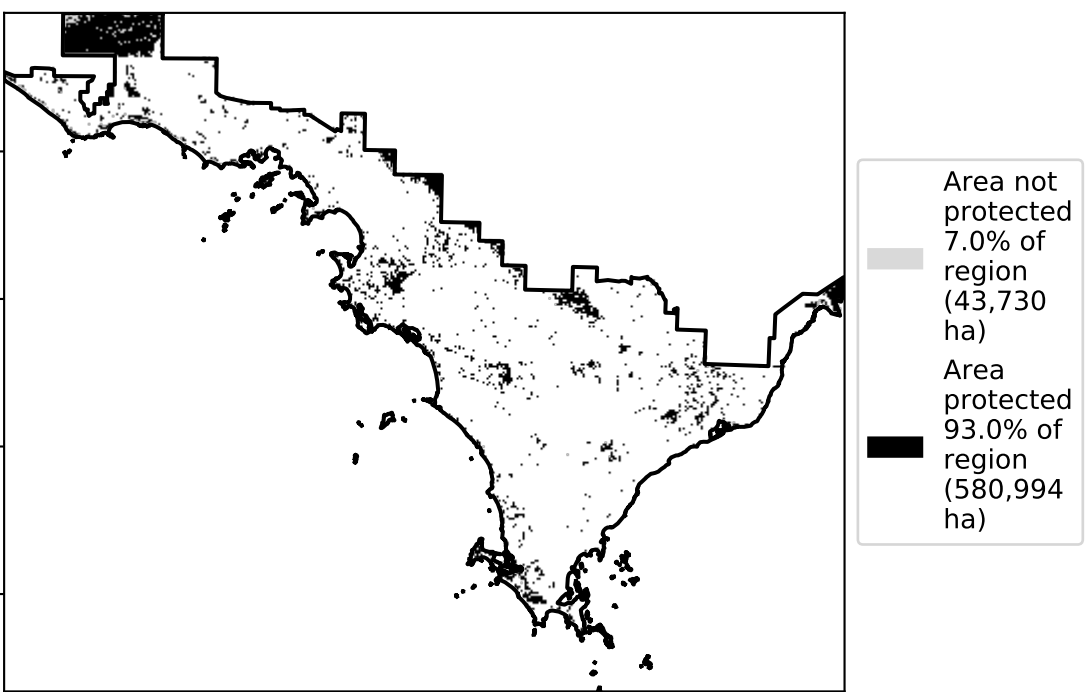 Area not
protected
7.0% of
region
(43,730
ha)
Area
protected
93.0% of
region
(580,994
ha)